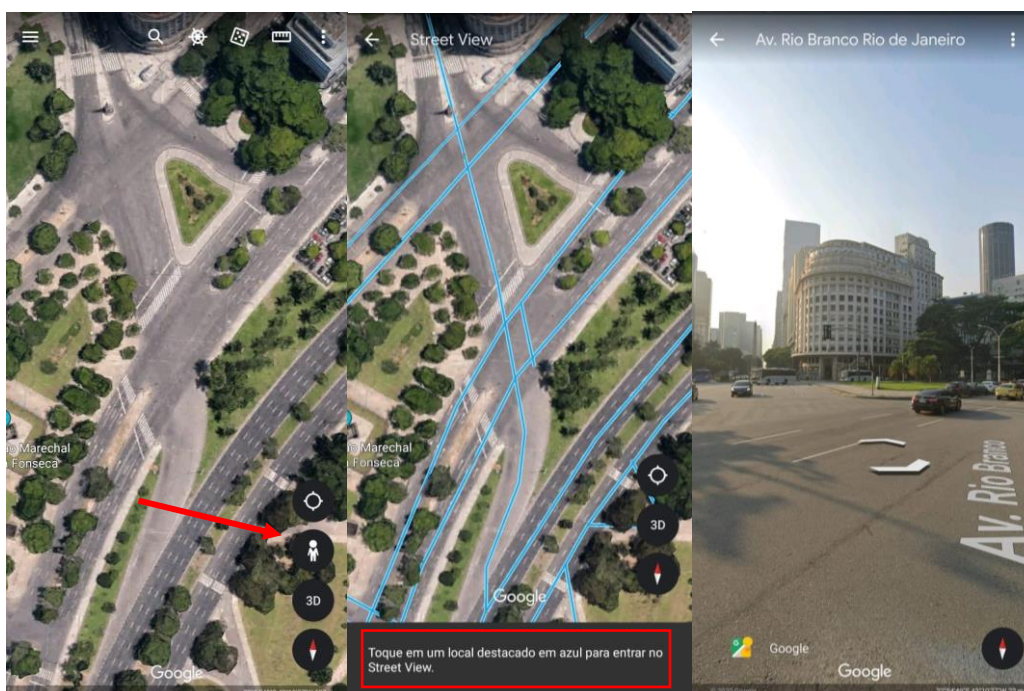 o Marechal
Fonseca
3D
Google
Street View
o Marechal
Fonseca
3D
Google
Toque em um local destacado em azul para entrar no
Street View.
Av. Rio Branco Rio de Janeiro
Av. Rio Branco
Google
Google